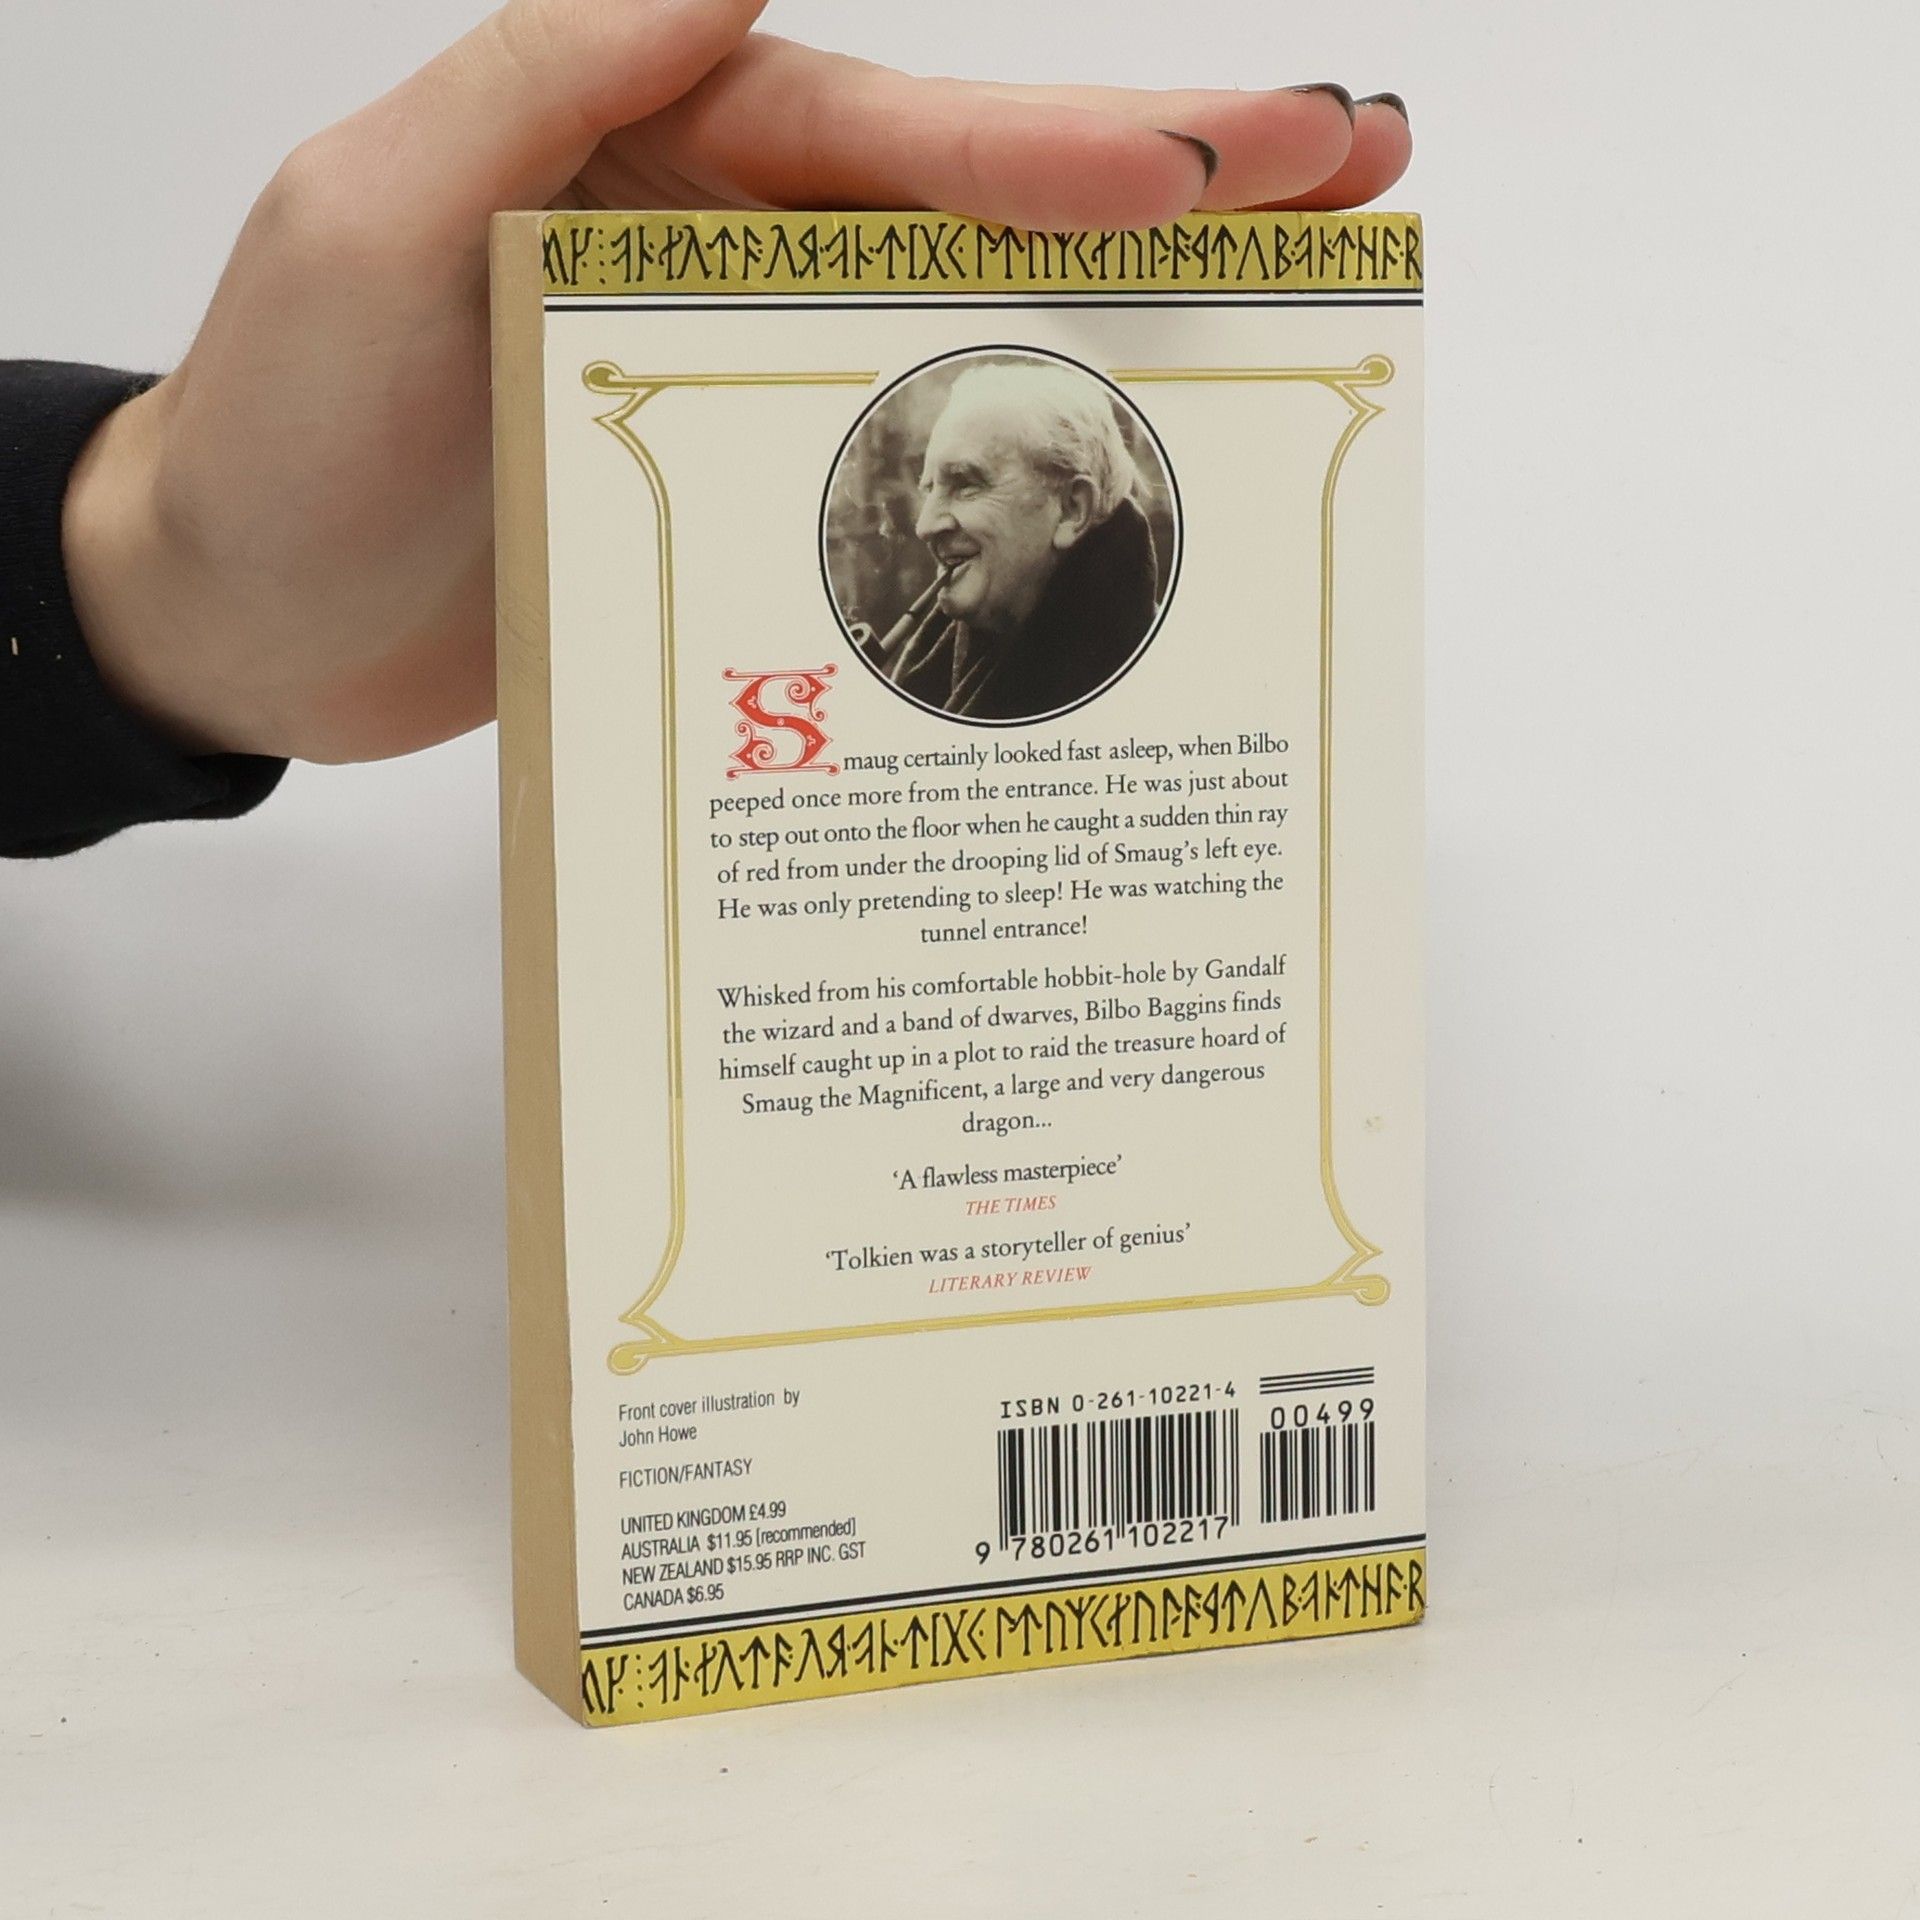 Smaug certainly looked fast asleep, when Bilbo
peeped once more from the entrance. He was just about
to step out onto the floor when he caught a sudden thin ray
of red from under the drooping lid of Smaug's left eye.
He was only pretending to sleep! He was watching the
tunnel entrance!
Whisked from his comfortable hobbit-hole by Gandalf
the wizard and a band of dwarves, Bilbo Baggins finds
himself caught up in a plot to raid the treasure hoard of
Smaug the Magnificent, a large and very dangerous
dragon...
‘A flawless masterpiece’
THE TIMES
‘Tolkien was a storyteller of genius’
LITERARY REVIEW
Front cover illustration by
John Howe
FICTION/FANTASY
UNITED KINGDOM £4.99
AUSTRALIA $11.95 [recommended]
NEW ZEALAND $15.95 RRP INC. GST
CANADA $6.95
ISBN 0-261-10221-4
00499
9 780261 102217